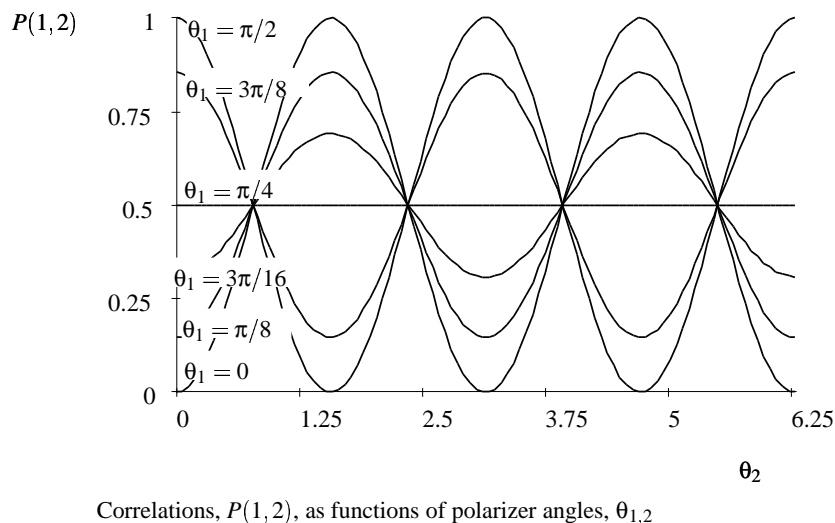 P(1,2)
1
θ1 = π/2
θ1 = 3π/8
0.75
θ1 = π/4
0.5
θ1 = 3π/16
0.25
θ1 = π/8
θ1 = 0
0
0 1.25 2.5 3.75 5 6.25
θ2
Correlations, P(1,2), as functions of polarizer angles, θ1,2